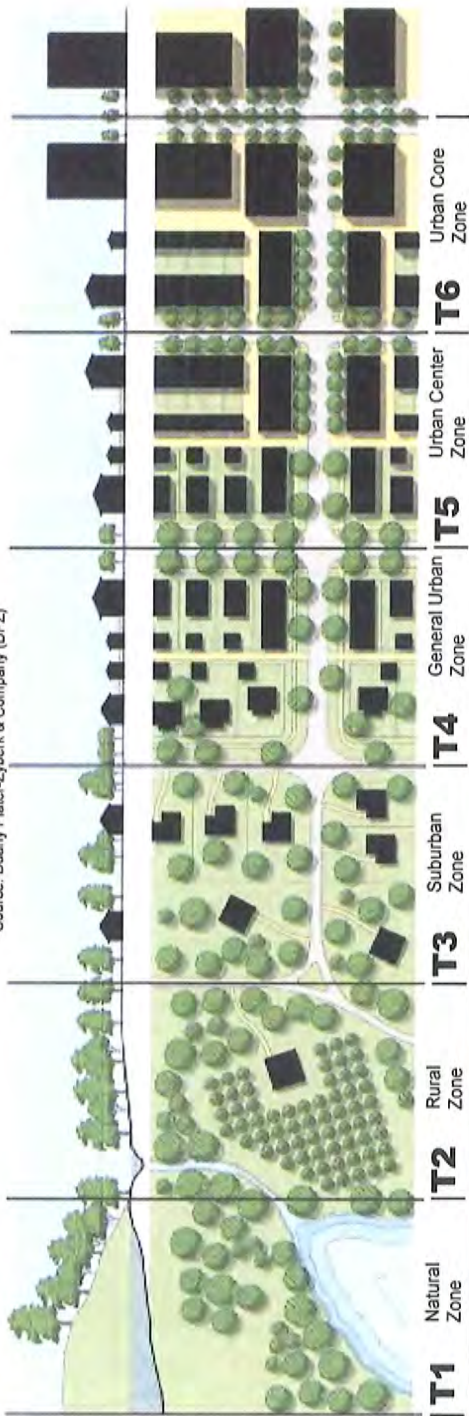 Source: Duany Plater-Zyberk & Company (DPZ)
T1 Natural
Zone
T2 Rural
Zone
T3 Suburban
Zone
T4 General Urban
Zone
T5 Urban Center
Zone
T6 Urban Core
Zone